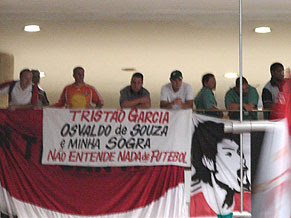 TRISTÃO GARCIA
OSVALDO de SOUZA
e MINHA SOGRA
NÃO ENTENDE NADA de FUTEBOL